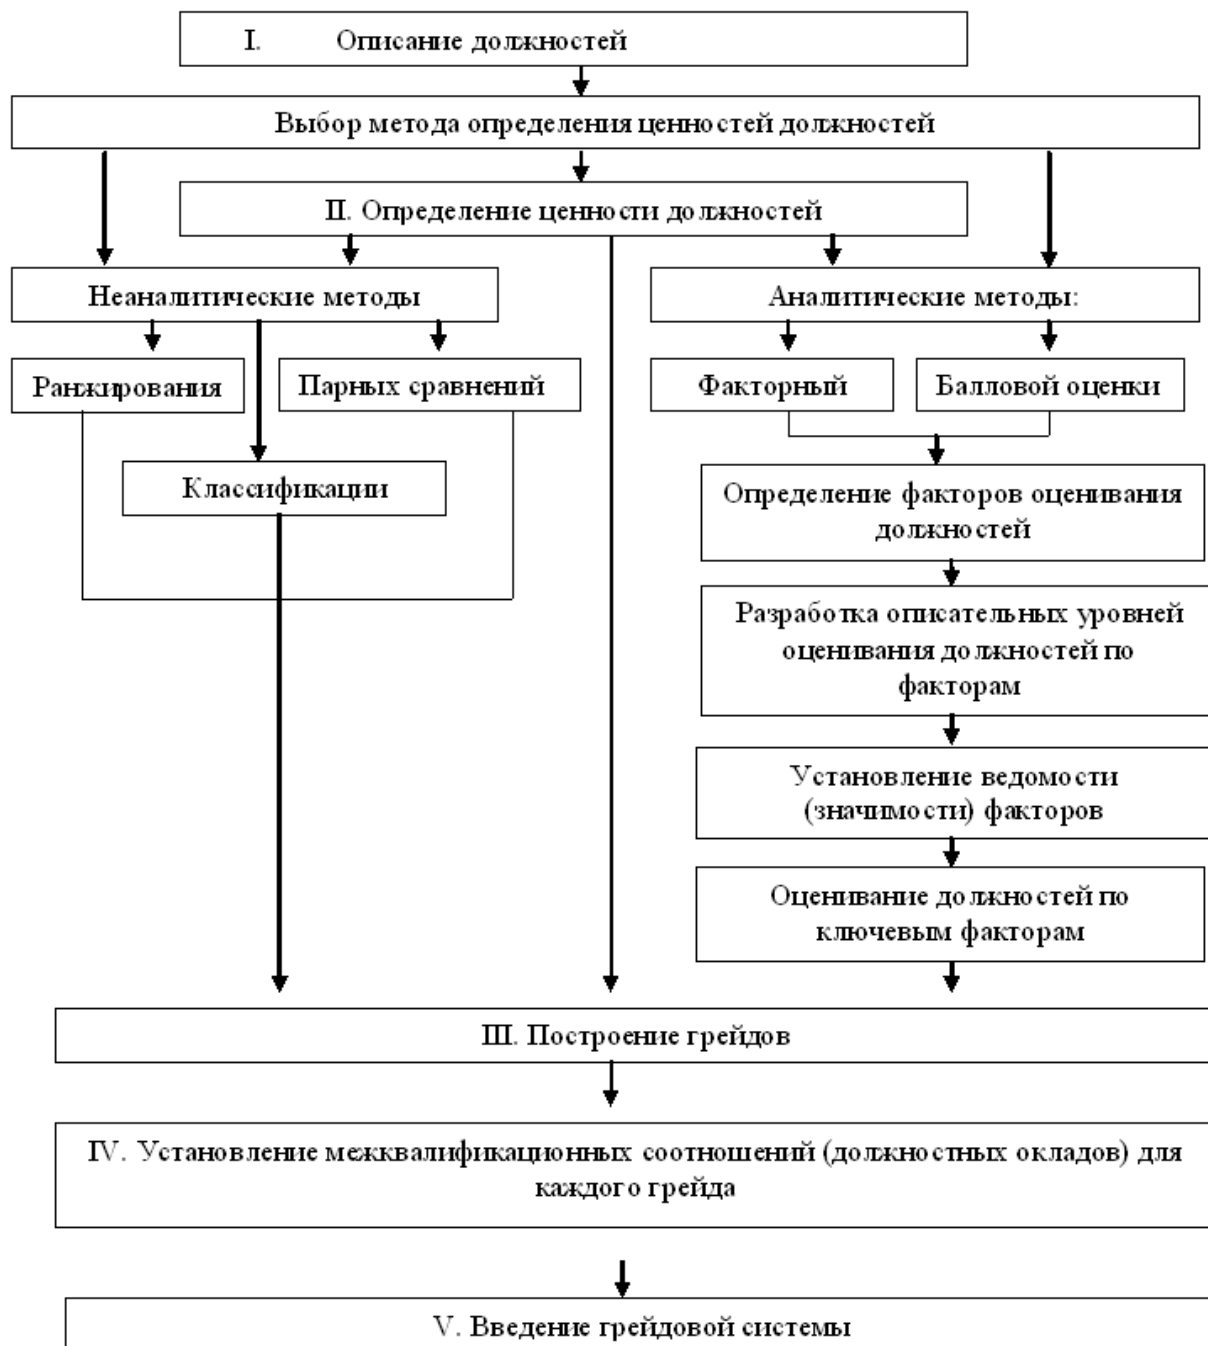 I. Описание должностей
Выбор метода определения ценностей должностей
II. Определение ценности должностей
Неаналитические методы
Аналитические методы:
Ранжирования
Парных сравнений
Факторный
Балловой оценки
Классификации
Определение факторов оценивания
должностей
Разработка описательных уровней
оценивания должностей по
факторам
Установление ведомости
(значимости) факторов
Оценивание должностей по
ключевым факторам
III. Построение грейдов
IV. Установление межквалификационных соотношений (должностных окладов) для
каждого грейда
V. Введение грейдовой системы